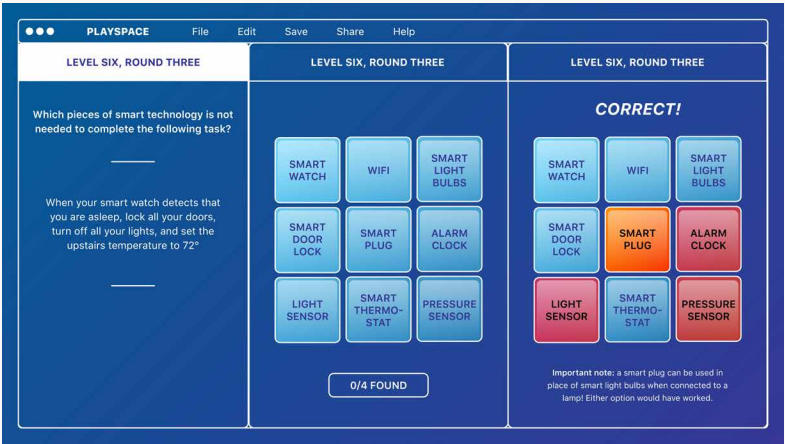 PLAYSPACE File Edit Save Share Help
LEVEL SIX, ROUND THREE
Which pieces of smart technology is not
needed to complete the following task?
When your smart watch detects that
you are asleep, lock all your doors,
turn off all your lights, and set the
upstairs temperature to 72°
LEVEL SIX, ROUND THREE
SMART
WATCH
WIFI
SMART
LIGHT
BULBS
SMART
DOOR
LOCK
SMART
PLUG
ALARM
CLOCK
LIGHT
SENSOR
SMART
THERMO-
STAT
PRESSURE
SENSOR
0/4 FOUND
LEVEL SIX, ROUND THREE
CORRECT!
SMART
WATCH
WIFI
SMART
LIGHT
BULBS
SMART
DOOR
LOCK
SMART
PLUG
ALARM
CLOCK
LIGHT
SENSOR
SMART
THERMO-
STAT
PRESSURE
SENSOR
Important note: a smart plug can be used in
place of smart light bulbs when connected to a
lamp! Either option would have worked.